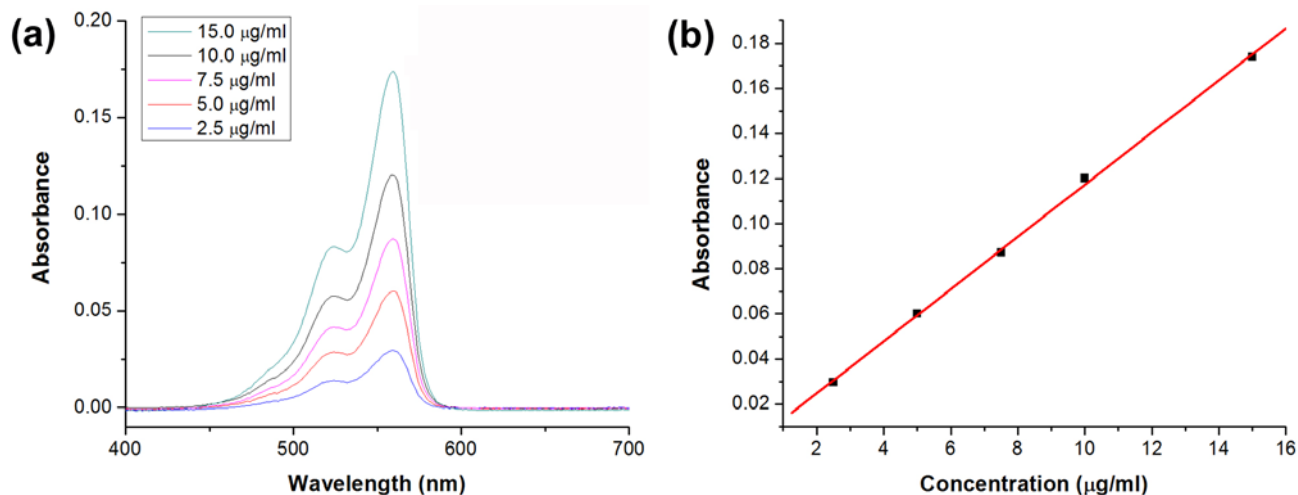 (a)
0.20
0.15
0.10
0.05
0.00
Absorbance
15.0 μg/ml
10.0 μg/ml
7.5 μg/ml
5.0 μg/ml
2.5 μg/ml
400
500
600
700
Wavelength (nm)
(b)
0.18
0.16
0.14
0.12
0.10
0.08
0.06
0.04
0.02
Absorbance
2
4
6
8
10
12
14
16
Concentration (μg/ml)